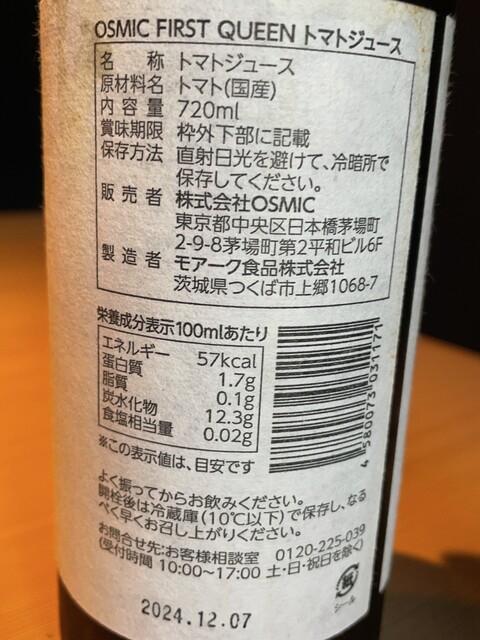 OSMIC FIRST QUEEN トマトジュース
名称 トマトジュース
原材料名 トマト(国産)
内容量 720ml
賞味期限 枠外下部に記載
保存方法 直射日光を避けて、冷暗所で
保存してください。
販売者 株式会社OSMIC
東京都中央区日本橋茅場町
2-9-8茅場町第2平和ビル6F
製造者 モアーク食品株式会社
茨城県つくば市上郷1068-7
栄養成分表示100mlあたり
エネルギー 57kcal
蛋白質 1.7g
脂質 0.1g
炭水化物 12.3g
食塩相当量 0.02g
※この表示値は、目安です
4 580073 031171
よく振ってからお飲みください。
開栓後は冷蔵庫(10℃以下)で保存し、なる
べく早くお召し上がりください。
お問合せ先:お客様相談室 0120-225-039
(受付時間 10:00~17:00 土・日・祝日を除く)
紙
シール
2024.12.07